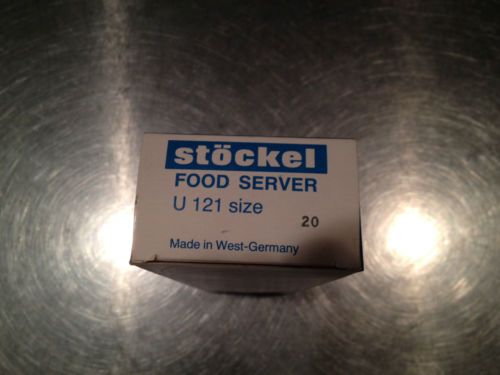 stöckel
FOOD SERVER
U 121 size
20
Made in West-Germany